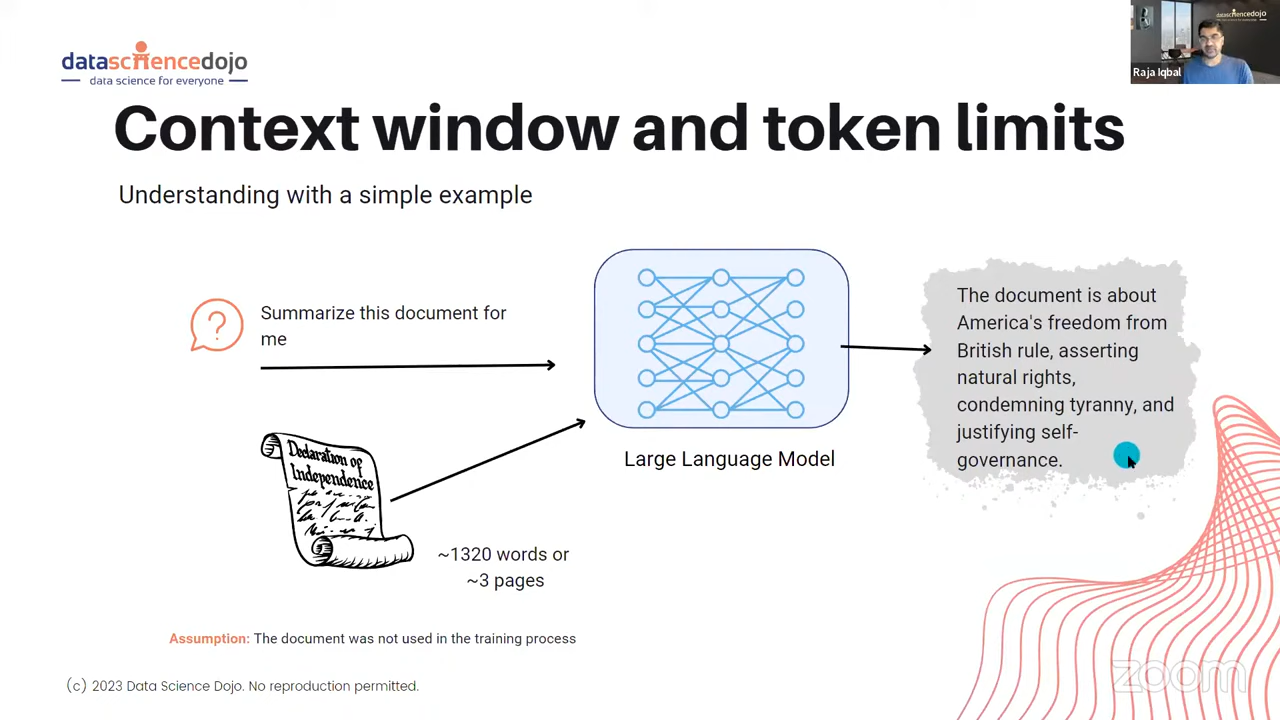 datasciencedojo
data science for everyone
datasciencedojo
Raja Iqbal
Context window and token limits
Understanding with a simple example
Summarize this document for
me
Large Language Model
The document is about
America's freedom from
British rule, asserting
natural rights,
condemning tyranny, and
justifying self-
governance.
Declaration of
Independence
~1320 words or
~3 pages
Assumption: The document was not used in the training process
(c) 2023 Data Science Dojo. No reproduction permitted.
zoom